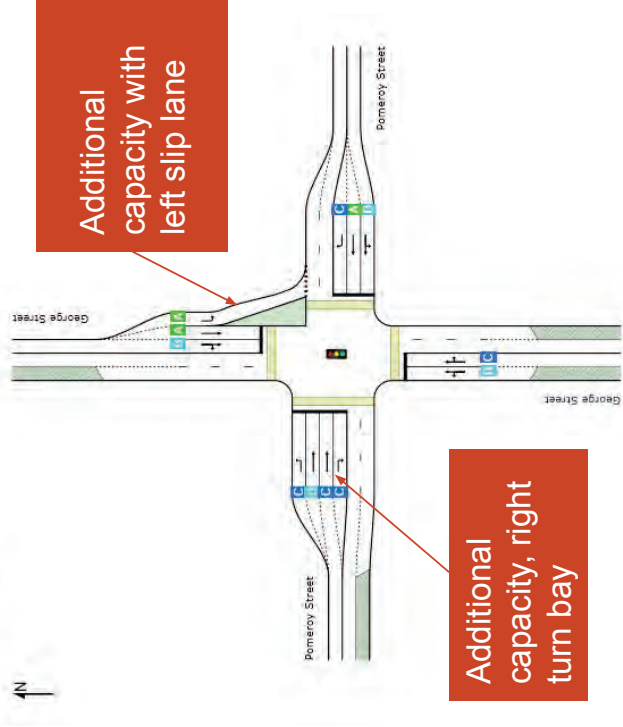 N
George Street
Additional
capacity with
left slip lane
B A A
Pomeroy Street
C
A
B
Pomeroy Street
C
B
C
C
B C
George Street
Additional
capacity, right
turn bay